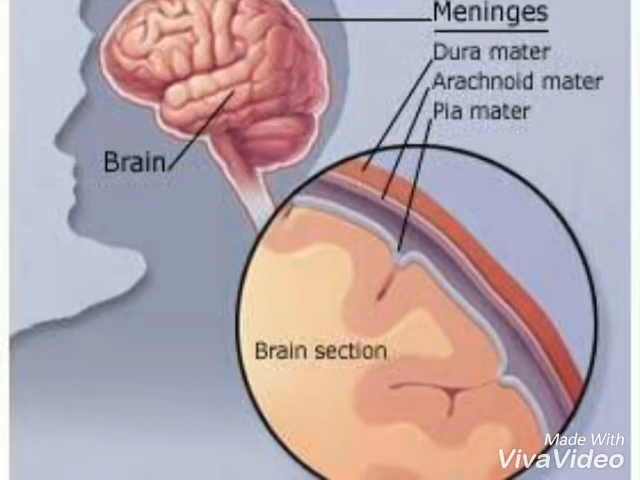 Meninges
Dura mater
Arachnoid mater
Pia mater
Brain
Brain section
Made With
VivaVideo